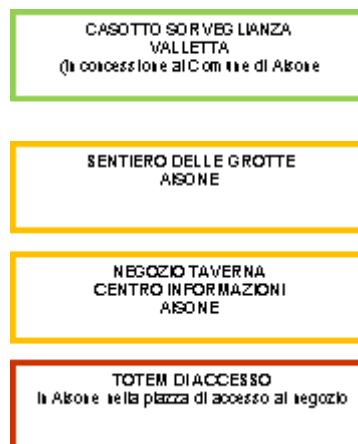 CASOTTO SORVEGLIANZA
VALLETTA
(In concessione al Comune di Aisone
SENTIERO DELLE GROTTE
AISONE
NEGOZIO TAVERNA
CENTRO INFORMAZIONI
AISONE
TOTEM DI ACCESSO
In Aisone nella piazza di accesso al negozio